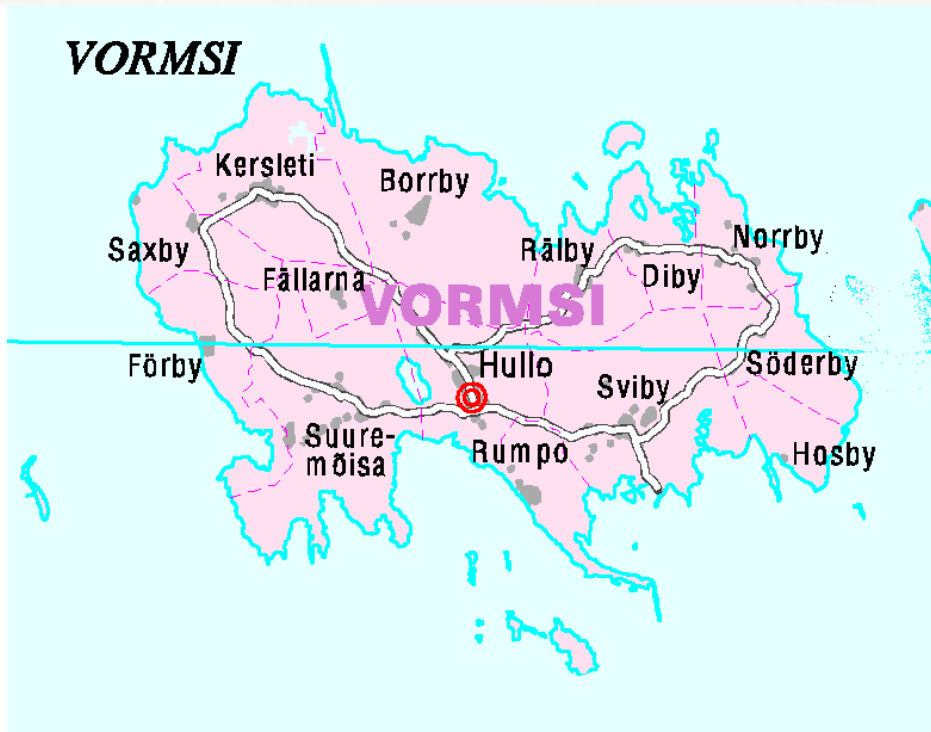 VORMSI
Kersleti
Borrby
Saxby
Fällarna
Rälby
Diby
Norrby
VORMSI
Förby
Hullo
Sviby
Söderby
Suure-
mõisa
Rumpo
Hosby